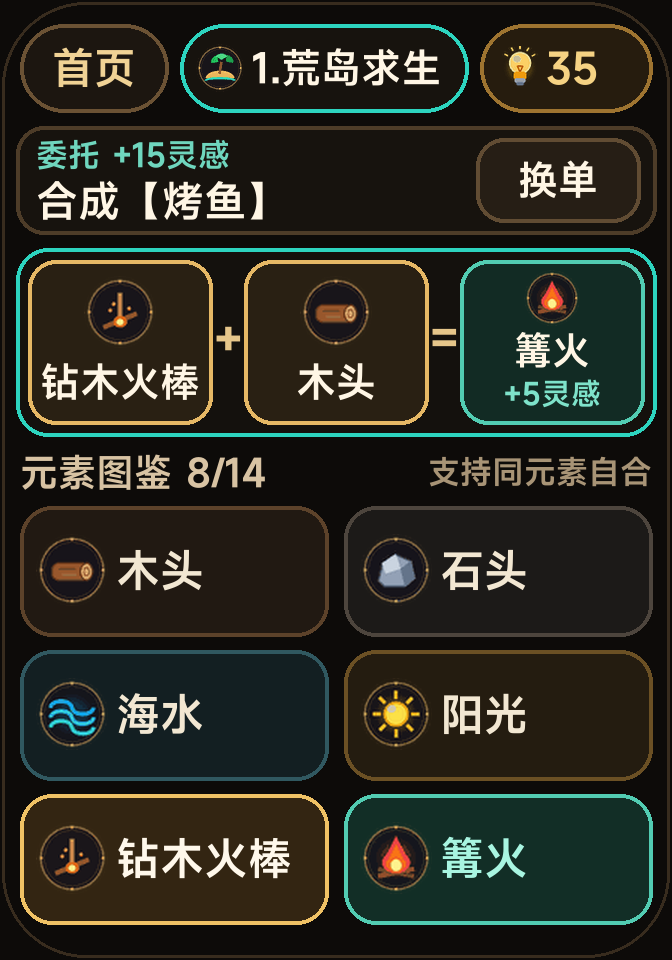 首页
1.荒岛求生
35
委托 +15灵感
合成【烤鱼】
换单
钻木火棒
+
木头
=
篝火
+5灵感
元素图鉴 8/14
支持同元素自合
木头
石头
海水
阳光
钻木火棒
篝火